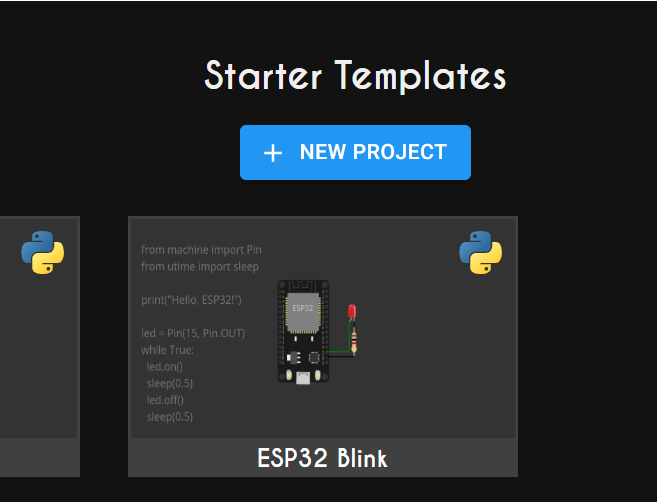 Starter Templates
+ NEW PROJECT
from machine import Pin
from utime import sleep
print("Hello, ESP32!")
led = Pin(15, Pin.OUT)
while True:
led.on()
sleep(0.5)
led.off()
sleep(0.5)
ESP32
ESP32 Blink